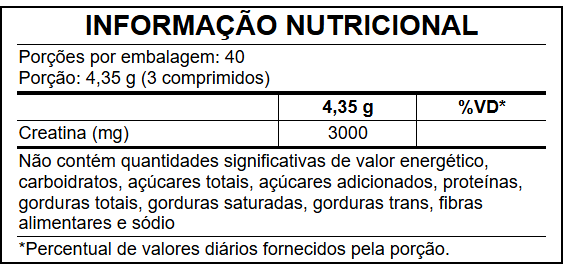 INFORMAÇÃO NUTRICIONAL
Porções por embalagem: 40
Porção: 4,35 g (3 comprimidos)
4,35 g %VD*
Creatina (mg) 3000
Não contém quantidades significativas de valor energético,
carboidratos, açúcares totais, açúcares adicionados, proteínas,
gorduras totais, gorduras saturadas, gorduras trans, fibras
alimentares e sódio
*Percentual de valores diários fornecidos pela porção.